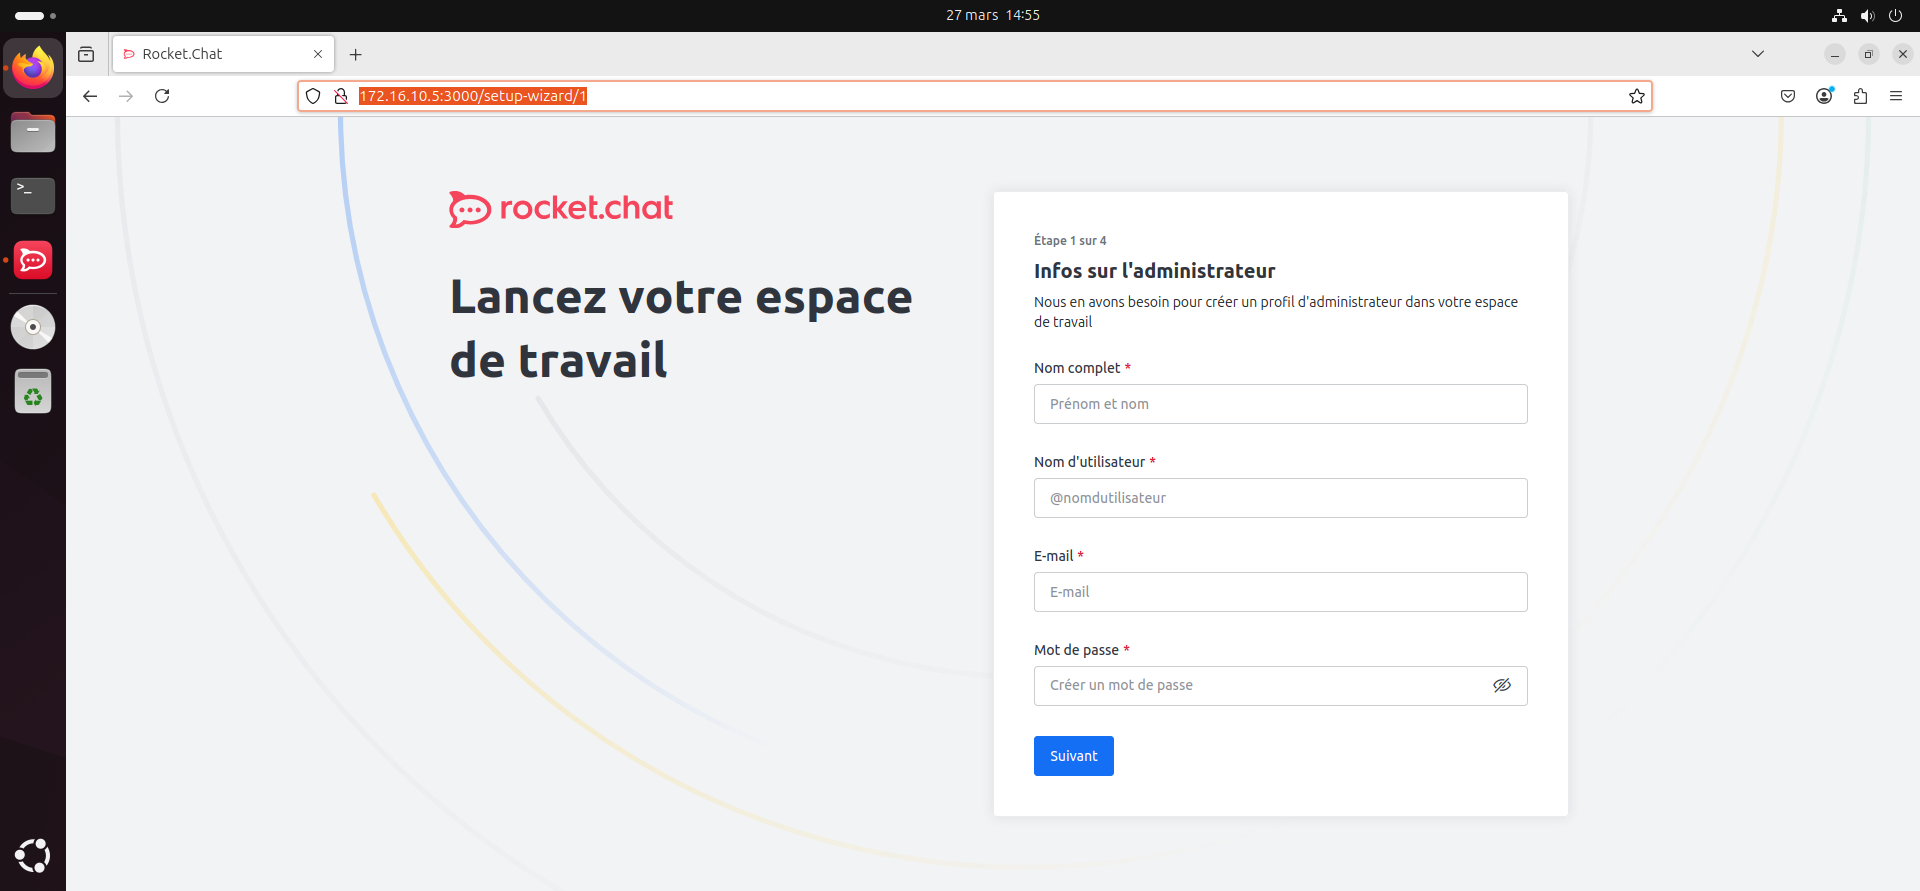 27 mars 14:55
Rocket.Chat
172.16.10.5:3000/setup-wizard/1
>_
rocket.chat
Lancez votre espace
de travail
Étape 1 sur 4
Infos sur l'administrateur
Nous en avons besoin pour créer un profil d'administrateur dans votre espace
de travail
Nom complet *
Prénom et nom
Nom d'utilisateur *
@nomdutilisateur
E-mail *
E-mail
Mot de passe *
Créer un mot de passe
Suivant